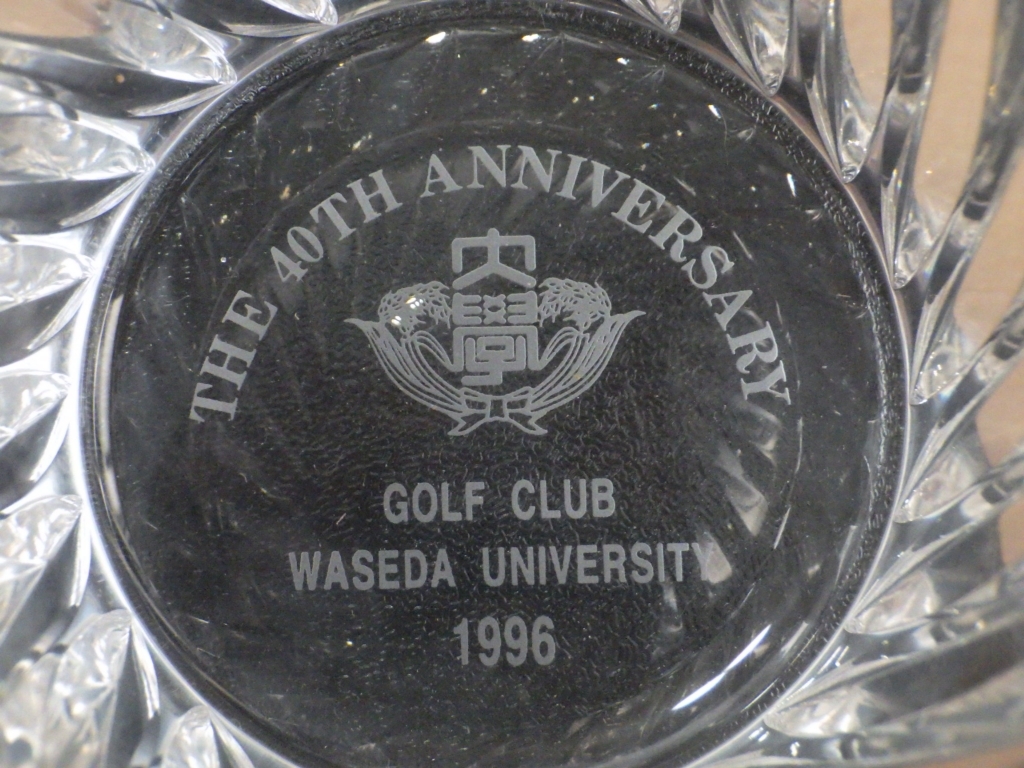 THE 40TH ANNIVERSARY
大
學
GOLF CLUB
WASEDA UNIVERSITY
1996